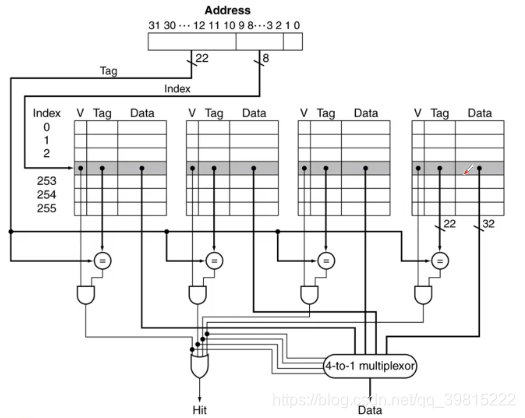 Address
31 30 ··· 12 11 10 9 8 ··· 3 2 1 0
22
8
Tag
Index
Index V Tag Data V Tag Data V Tag Data V Tag Data
0
1
2
253
254
255
22
32
= = = =
4-to-1 multiplexor
Hit
Data
https://blog.csdn.net/qq_39815222